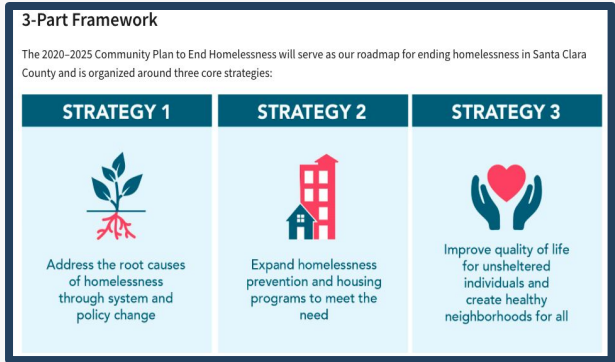 3-Part Framework
The 2020–2025 Community Plan to End Homelessness will serve as our roadmap for ending homelessness in Santa Clara
County and is organized around three core strategies:
STRATEGY 1
Address the root causes
of homelessness
through system and
policy change
STRATEGY 2
Expand homelessness
prevention and housing
programs to meet the
need
STRATEGY 3
Improve quality of life
for unsheltered
individuals and
create healthy
neighborhoods for all